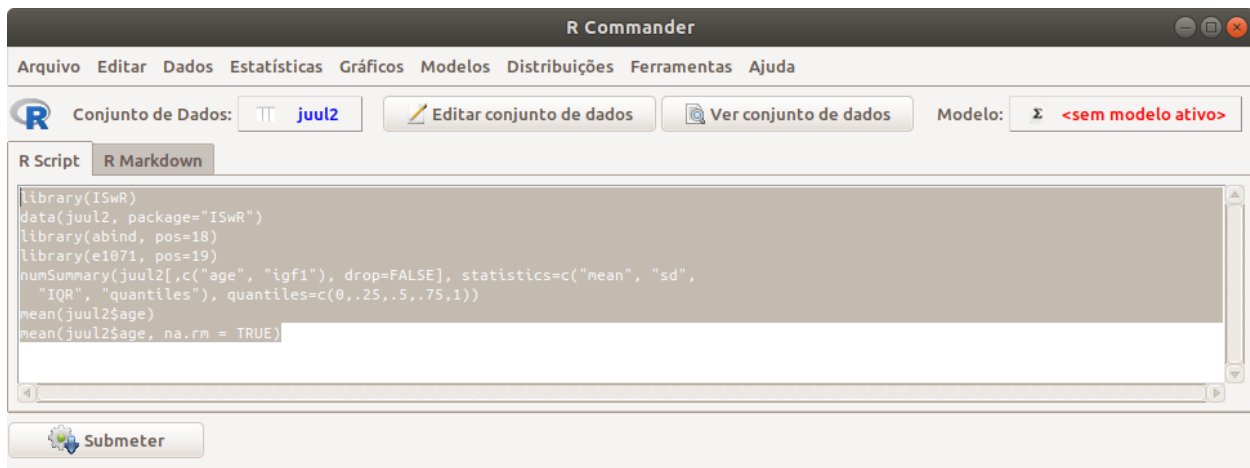 R Commander
Arquivo Editar Dados Estatísticas Gráficos Modelos Distribuições Ferramentas Ajuda
R Conjunto de Dados: juul2 Editar conjunto de dados Ver conjunto de dados Modelo: Σ <sem modelo ativo>
R Script R Markdown
library(ISwR)
data(juul2, package="ISwR")
library(abind, pos=18)
library(e1071, pos=19)
numSummary(juul2[,c("age", "igf1"), drop=FALSE], statistics=c("mean", "sd",
  "IQR", "quantiles"), quantiles=c(0,.25,.5,.75,1))
mean(juul2$age)
mean(juul2$age, na.rm = TRUE)
Submeter